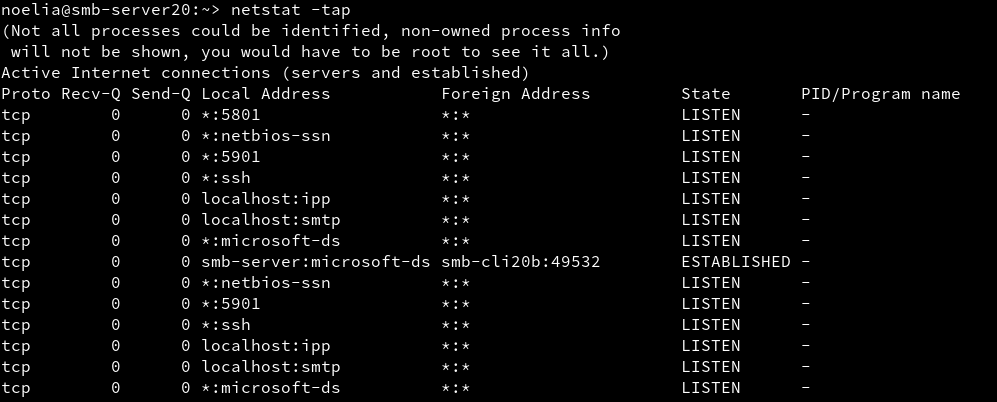 noelia@smb-server20:~> netstat -tap
(Not all processes could be identified, non-owned process info
 will not be shown, you would have to be root to see it all.)
Active Internet connections (servers and established)
Proto Recv-Q Send-Q Local Address           Foreign Address         State       PID/Program name
tcp        0      0 *:5801                  *:*                     LISTEN      -
tcp        0      0 *:netbios-ssn           *:*                     LISTEN      -
tcp        0      0 *:5901                  *:*                     LISTEN      -
tcp        0      0 *:ssh                   *:*                     LISTEN      -
tcp        0      0 localhost:ipp           *:*                     LISTEN      -
tcp        0      0 localhost:smtp          *:*                     LISTEN      -
tcp        0      0 *:microsoft-ds          *:*                     LISTEN      -
tcp        0      0 smb-server:microsoft-ds smb-cli20b:49532        ESTABLISHED -
tcp        0      0 *:netbios-ssn           *:*                     LISTEN      -
tcp        0      0 *:5901                  *:*                     LISTEN      -
tcp        0      0 *:ssh                   *:*                     LISTEN      -
tcp        0      0 localhost:ipp           *:*                     LISTEN      -
tcp        0      0 localhost:smtp          *:*                     LISTEN      -
tcp        0      0 *:microsoft-ds          *:*                     LISTEN      -